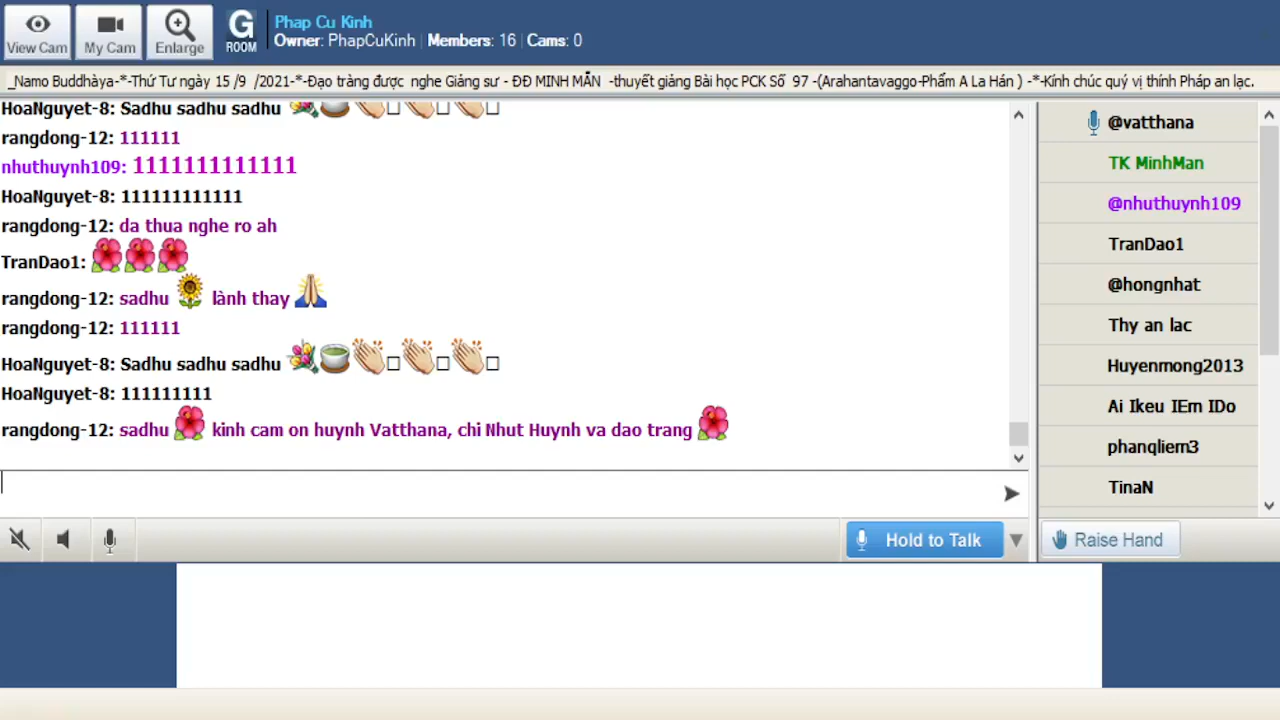 View Cam
My Cam
Enlarge
G
ROOM
Phap Cu Kinh
Owner: PhapCuKinh | Members: 16 | Cams: 0
_Namo Buddhàya-*-Thứ Tư ngày 15 /9 /2021-*-Đạo tràng được nghe Giảng sư - ĐĐ MINH MẪN -thuyết giảng Bài học PCK Số 97 -(Arahantavaggo-Phẩm A La Hán ) -*-Kính chúc quý vị thính Pháp an lạc.
HoaNguyet-8: Sadhu sadhu sadhu
rangdong-12: 111111
nhuthuynh109: 1111111111111
HoaNguyet-8: 111111111111
rangdong-12: da thua nghe ro ah
TranDao1:
rangdong-12: sadhu lành thay
rangdong-12: 111111
HoaNguyet-8: Sadhu sadhu sadhu
HoaNguyet-8: 111111111
rangdong-12: sadhu kinh cam on huynh Vatthana, chi Nhut Huynh va dao trang
@vatthana
TK MinhMan
@nhuthuynh109
TranDao1
@hongnhat
Thy an lac
Huyenmong2013
Ai Ikeu IEm IDo
phanqliem3
TinaN
Hold to Talk
Raise Hand